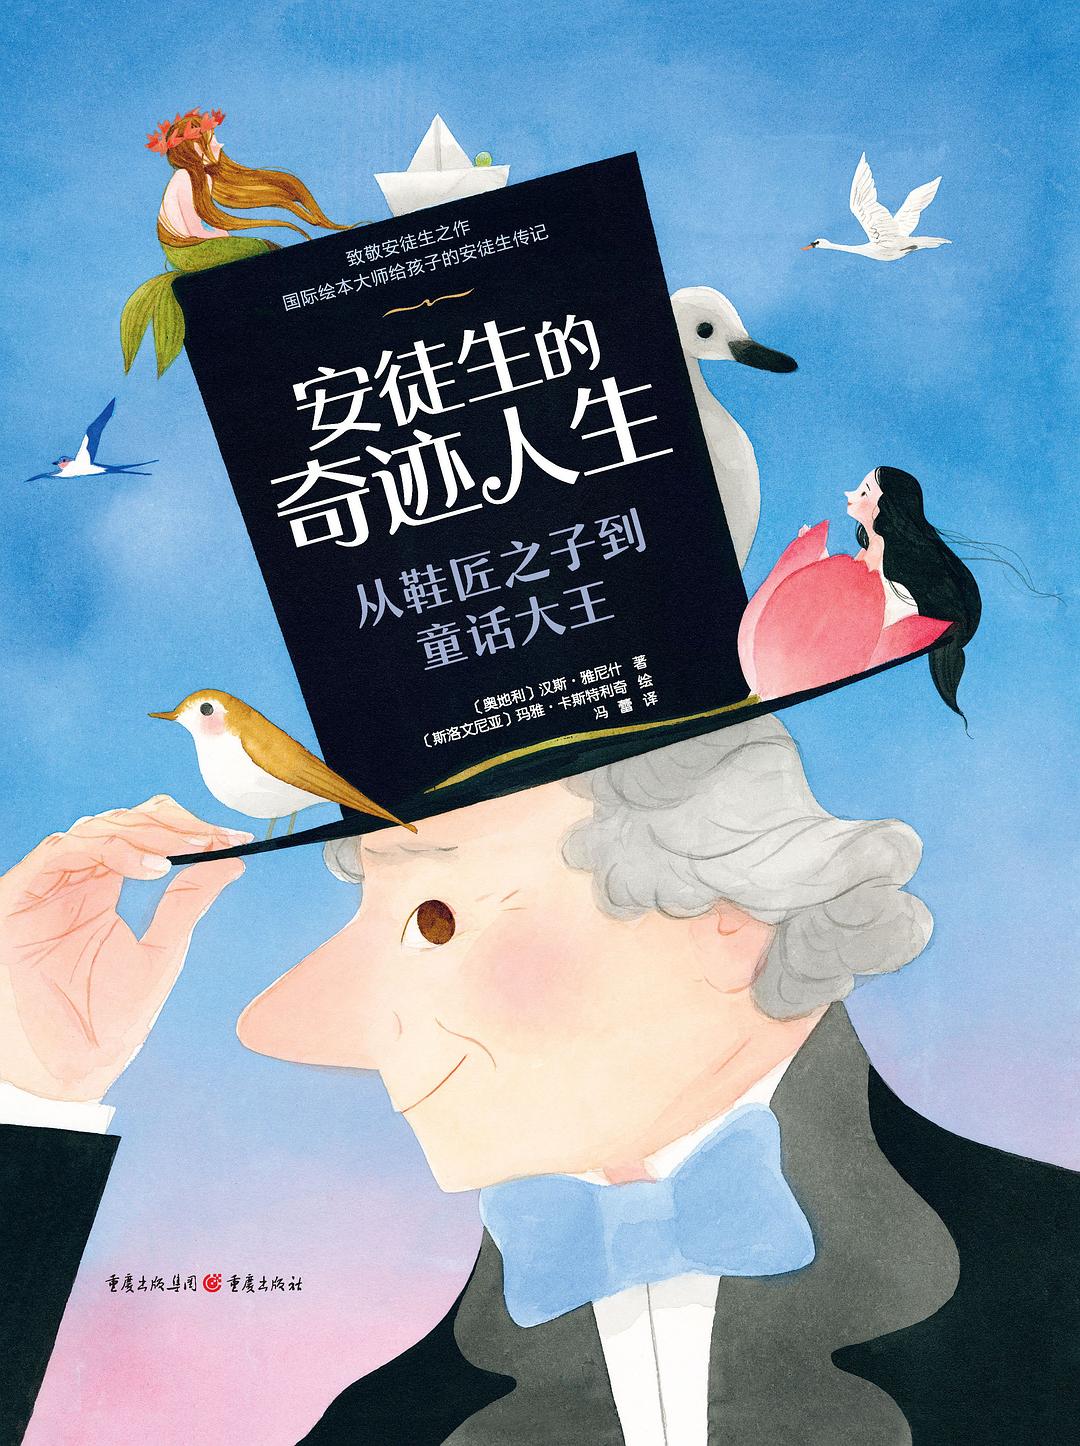 致敬安徒生之作
国际绘本大师给孩子的安徒生传记
安徒生的
奇迹人生
从鞋匠之子到
童话大王
〔奥地利〕汉斯·雅尼什 著
〔斯洛文尼亚〕玛雅·卡斯特利奇 绘
冯蕾 译
重庆出版集团 重庆出版社